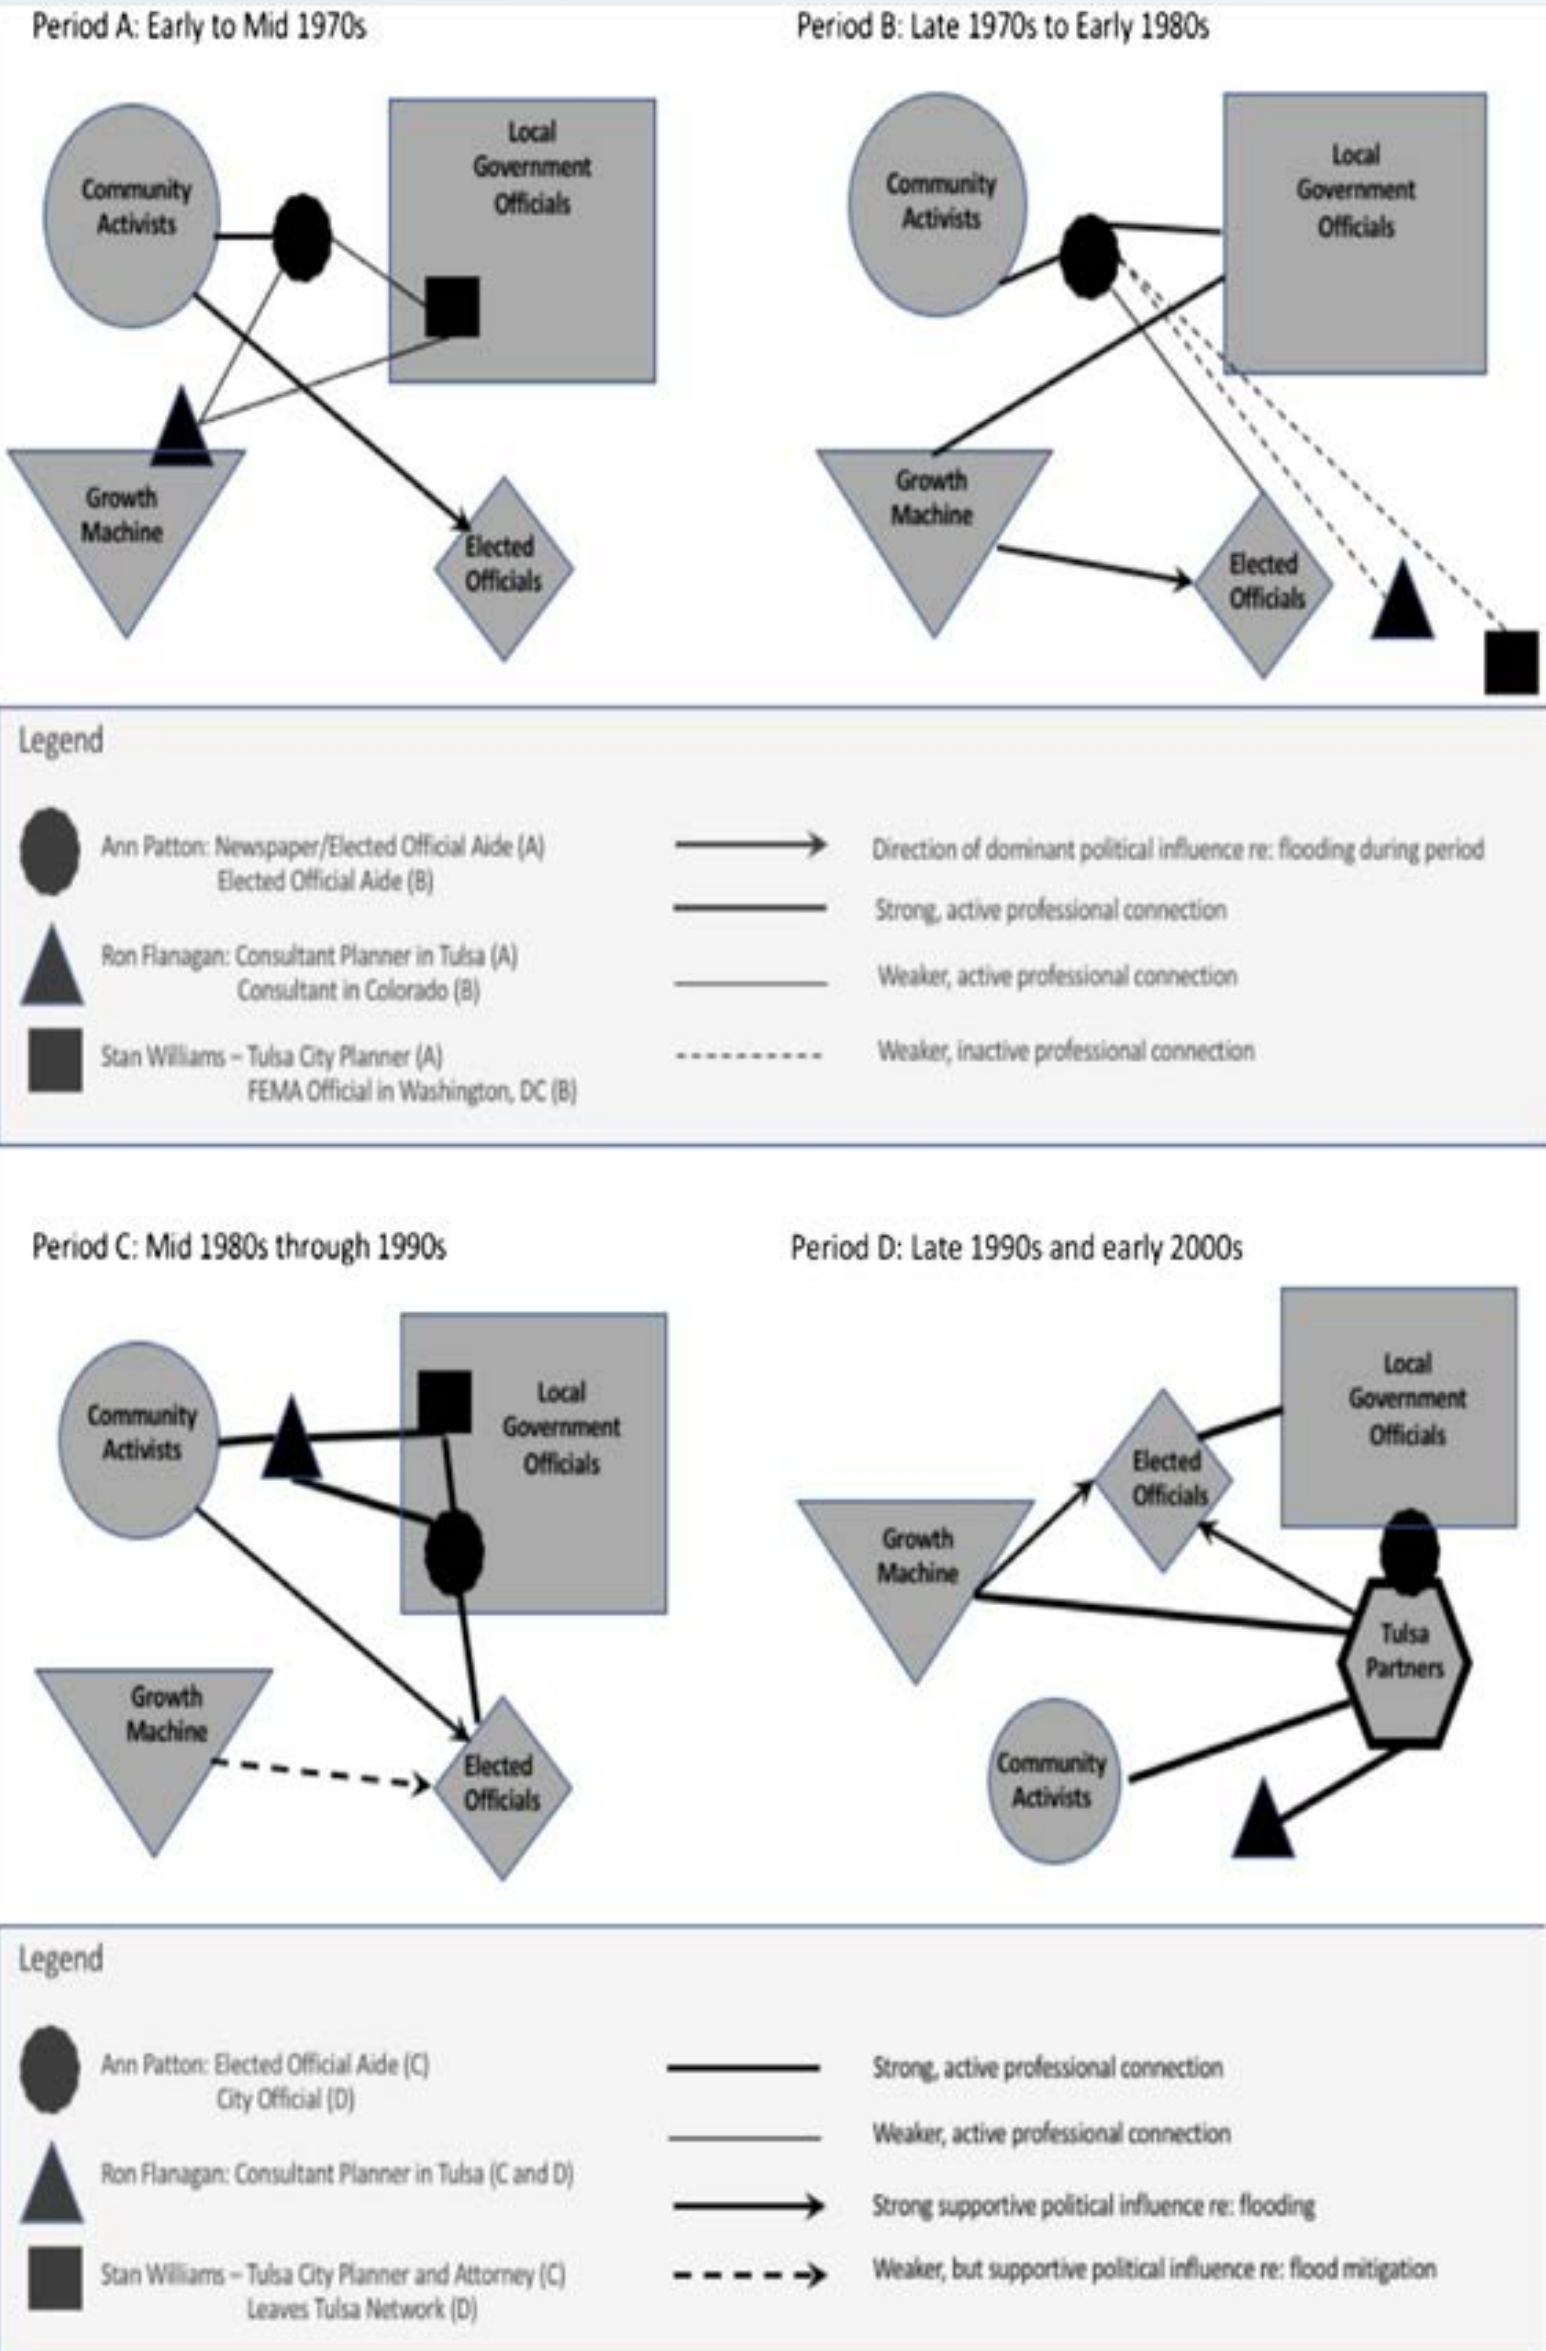 Period A: Early to Mid 1970s
Community
Activists
Local
Government
Officials
Growth
Machine
Elected
Officials
Period B: Late 1970s to Early 1980s
Community
Activists
Local
Government
Officials
Growth
Machine
Elected
Officials
Legend
Ann Patton: Newspaper/Elected Official Aide (A)
Elected Official Aide (B)
Ron Flanagan: Consultant Planner in Tulsa (A)
Consultant in Colorado (B)
Stan Williams – Tulsa City Planner (A)
FEMA Official in Washington, DC (B)
Direction of dominant political influence re: flooding during period
Strong, active professional connection
Weaker, active professional connection
Weaker, inactive professional connection
Period C: Mid 1980s through 1990s
Community
Activists
Local
Government
Officials
Growth
Machine
Elected
Officials
Period D: Late 1990s and early 2000s
Local
Government
Officials
Elected
Officials
Growth
Machine
Tulsa
Partners
Community
Activists
Legend
Ann Patton: Elected Official Aide (C)
City Official (D)
Ron Flanagan: Consultant Planner in Tulsa (C and D)
Stan Williams – Tulsa City Planner and Attorney (C)
Leaves Tulsa Network (D)
Strong, active professional connection
Weaker, active professional connection
Strong supportive political influence re: flooding
Weaker, but supportive political influence re: flood mitigation